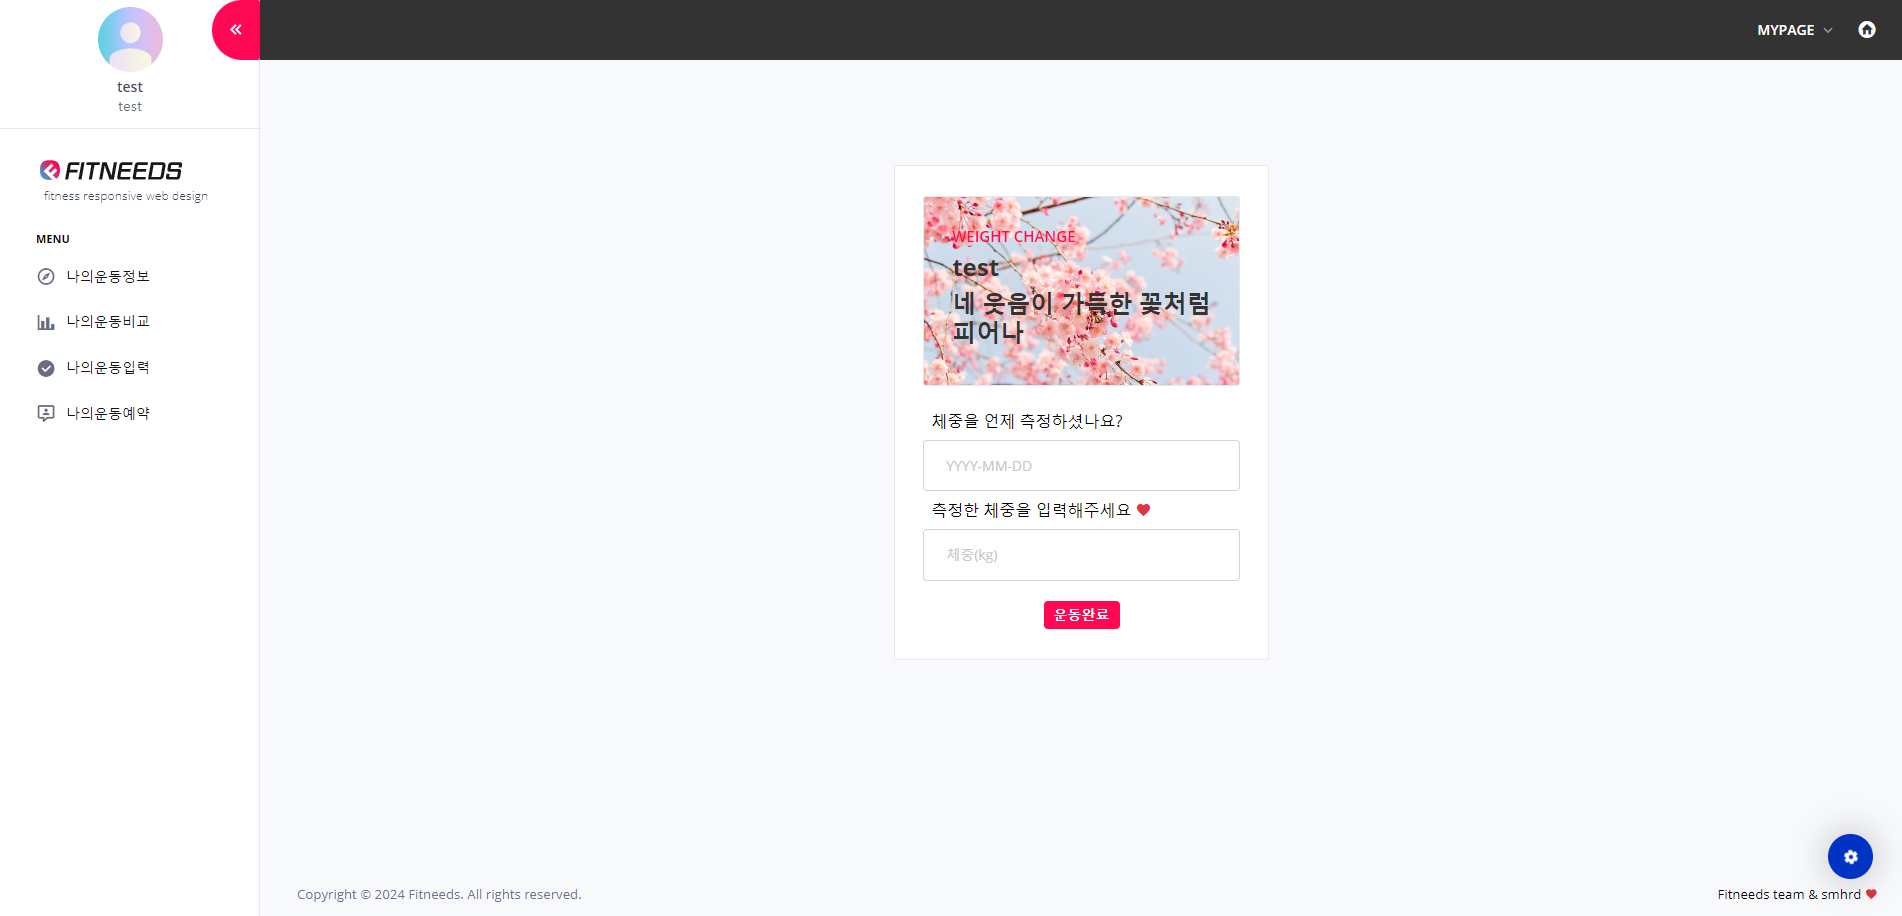 MYPAGE
test
test
FITNEEDS
fitness responsive web design
MENU
나의운동정보
나의운동비교
나의운동입력
나의운동예약
WEIGHT CHANGE
test
네 웃음이 가득한 꽃처럼
피어나
체중을 언제 측정하셨나요?
YYYY-MM-DD
측정한 체중을 입력해주세요
체중(kg)
운동완료
Copyright © 2024 Fitneeds. All rights reserved.
Fitneeds team & smhrd